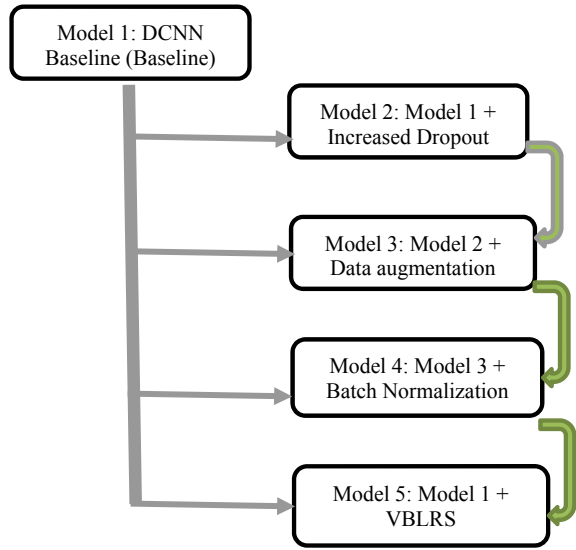 Model 1: DCNN
Baseline (Baseline)
Model 2: Model 1 +
Increased Dropout
Model 3: Model 2 +
Data augmentation
Model 4: Model 3 +
Batch Normalization
Model 5: Model 1 +
VBLRS